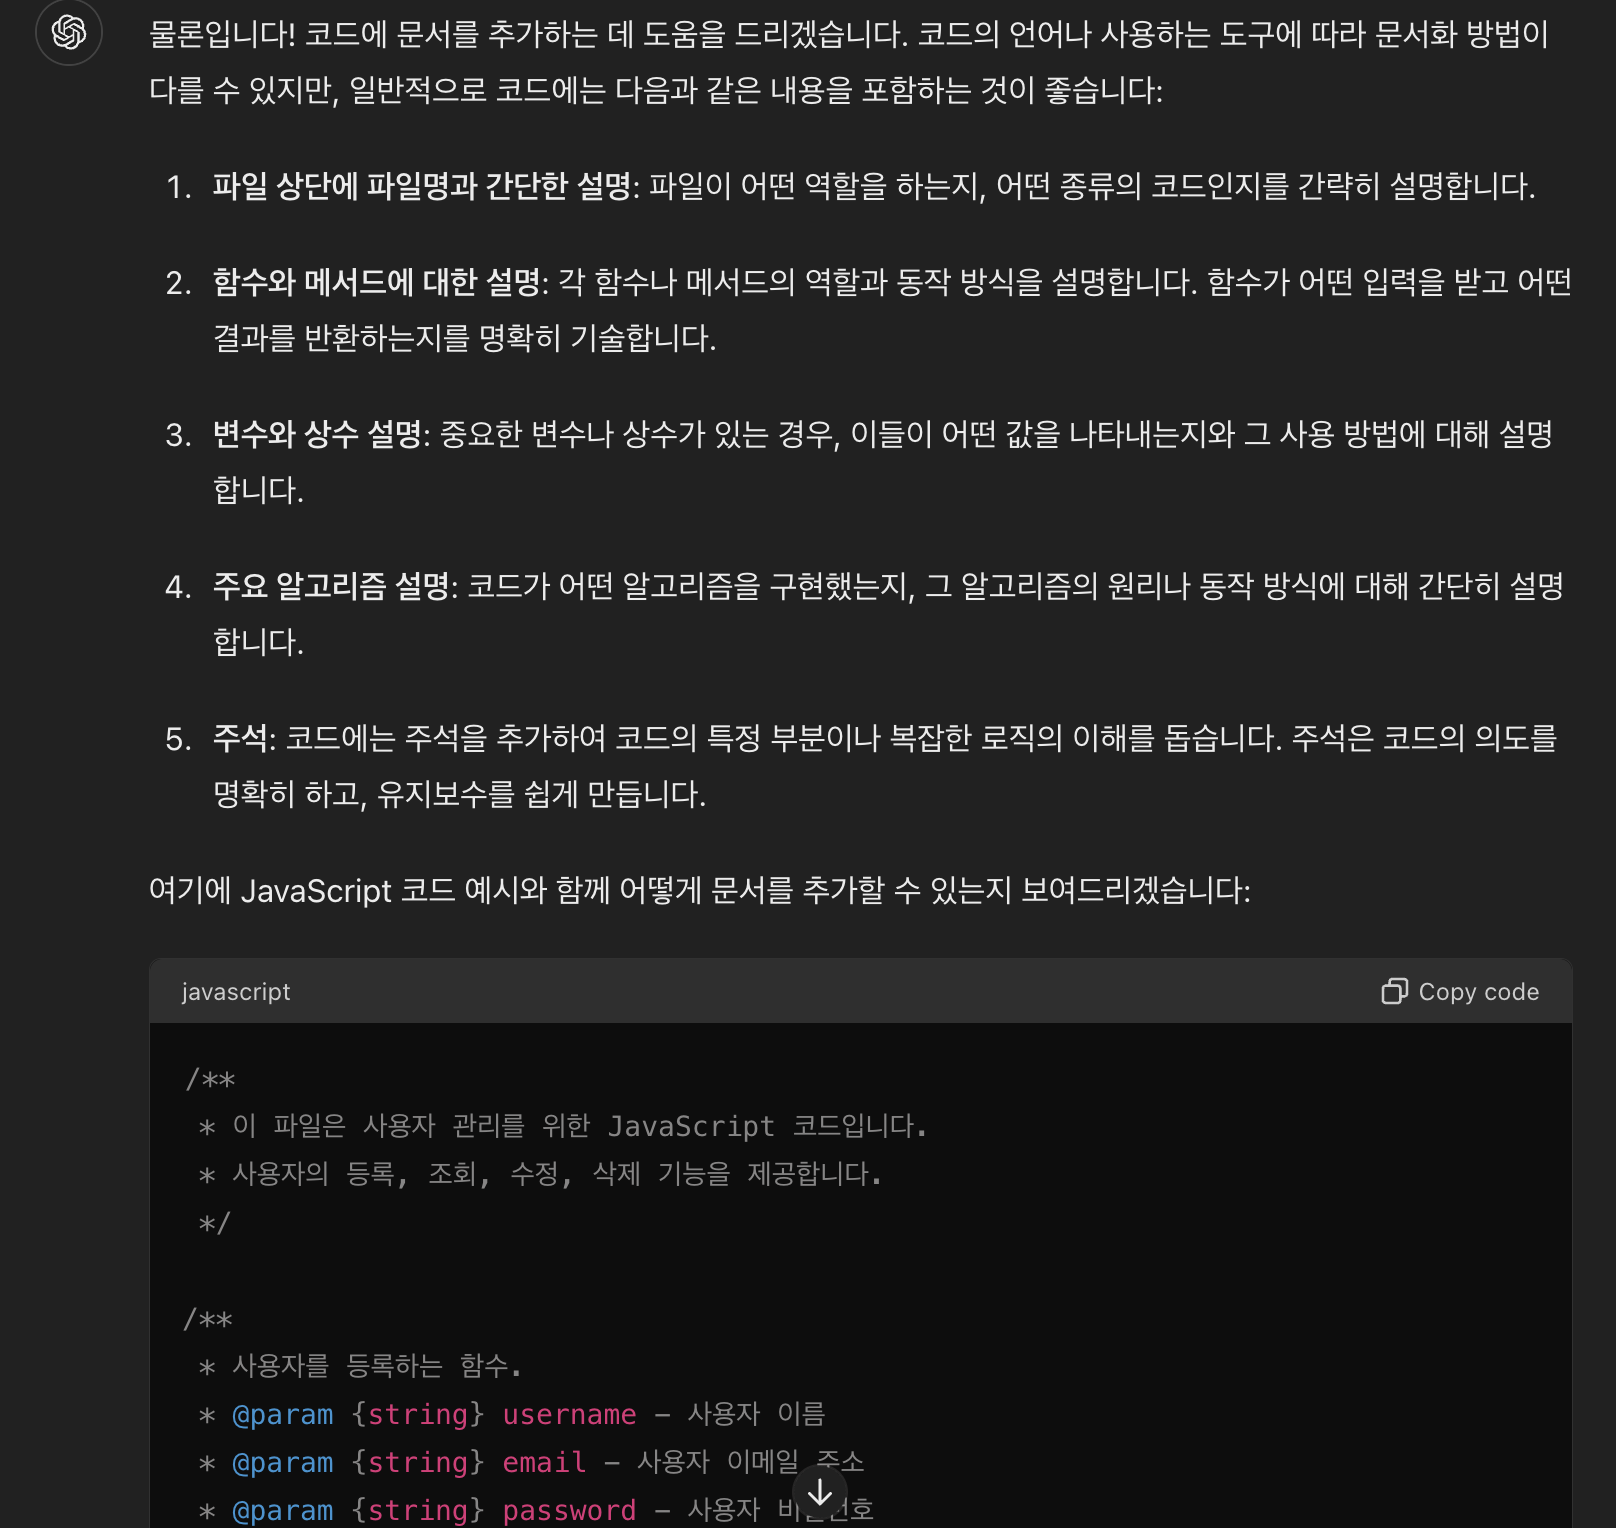 물론입니다! 코드에 문서를 추가하는 데 도움을 드리겠습니다. 코드의 언어나 사용하는 도구에 따라 문서화 방법이
다를 수 있지만, 일반적으로 코드에는 다음과 같은 내용을 포함하는 것이 좋습니다:
1. 파일 상단에 파일명과 간단한 설명: 파일이 어떤 역할을 하는지, 어떤 종류의 코드인지를 간략히 설명합니다.
2. 함수와 메서드에 대한 설명: 각 함수나 메서드의 역할과 동작 방식을 설명합니다. 함수가 어떤 입력을 받고 어떤
결과를 반환하는지를 명확히 기술합니다.
3. 변수와 상수 설명: 중요한 변수나 상수가 있는 경우, 이들이 어떤 값을 나타내는지와 그 사용 방법에 대해 설명
합니다.
4. 주요 알고리즘 설명: 코드가 어떤 알고리즘을 구현했는지, 그 알고리즘의 원리나 동작 방식에 대해 간단히 설명
합니다.
5. 주석: 코드에는 주석을 추가하여 코드의 특정 부분이나 복잡한 로직의 이해를 돕습니다. 주석은 코드의 의도를
명확히 하고, 유지보수를 쉽게 만듭니다.
여기에 JavaScript 코드 예시와 함께 어떻게 문서를 추가할 수 있는지 보여드리겠습니다:
javascript Copy code
/**
* 이 파일은 사용자 관리를 위한 JavaScript 코드입니다.
* 사용자의 등록, 조회, 수정, 삭제 기능을 제공합니다.
*/
/**
* 사용자를 등록하는 함수.
* @param {string} username – 사용자 이름
* @param {string} email – 사용자 이메일 주소
* @param {string} password – 사용자